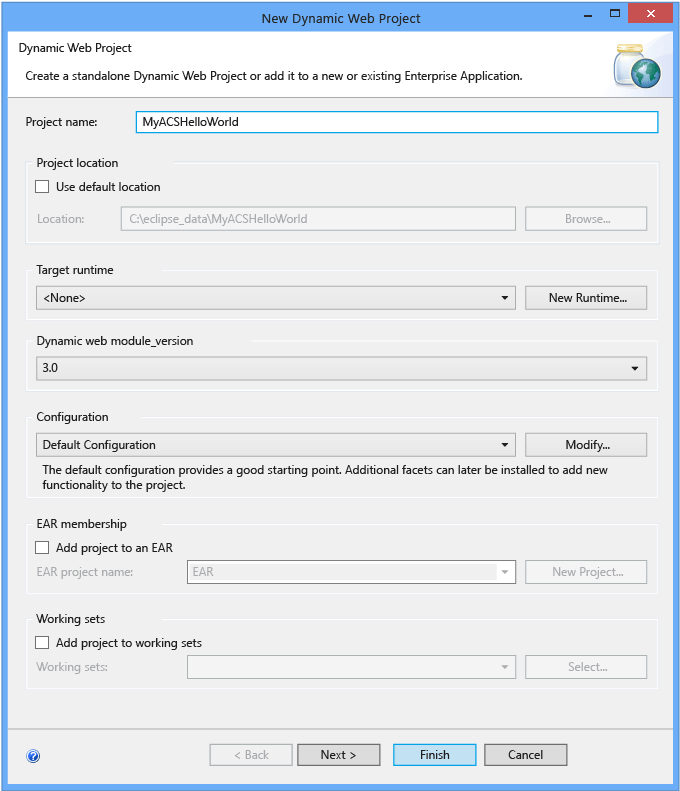 New Dynamic Web Project
Dynamic Web Project
Create a standalone Dynamic Web Project or add it to a new or existing Enterprise Application.
Project name: MyACSHelloWorld
Project location
Use default location
Location: C:\eclipse_data\MyACSHelloWorld Browse...
Target runtime
<None> New Runtime...
Dynamic web module_version
3.0
Configuration
Default Configuration Modify...
The default configuration provides a good starting point. Additional facets can later be installed to add new
functionality to the project.
EAR membership
Add project to an EAR
EAR project name: EAR New Project...
Working sets
Add project to working sets
Working sets: Select...
? < Back Next > Finish Cancel